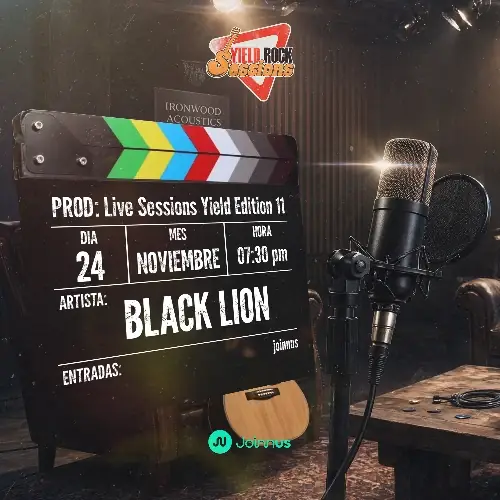 YIELD ROCK
Sessions
IRONWOOD
ACOUSTICS
PROD: Live Sessions Yield Edition 11
DIA
MES
HORA
24
NOVIEMBRE
07:30 pm
ARTISTA:
BLACK LION
joinnus
ENTRADAS:
JU Joinnus